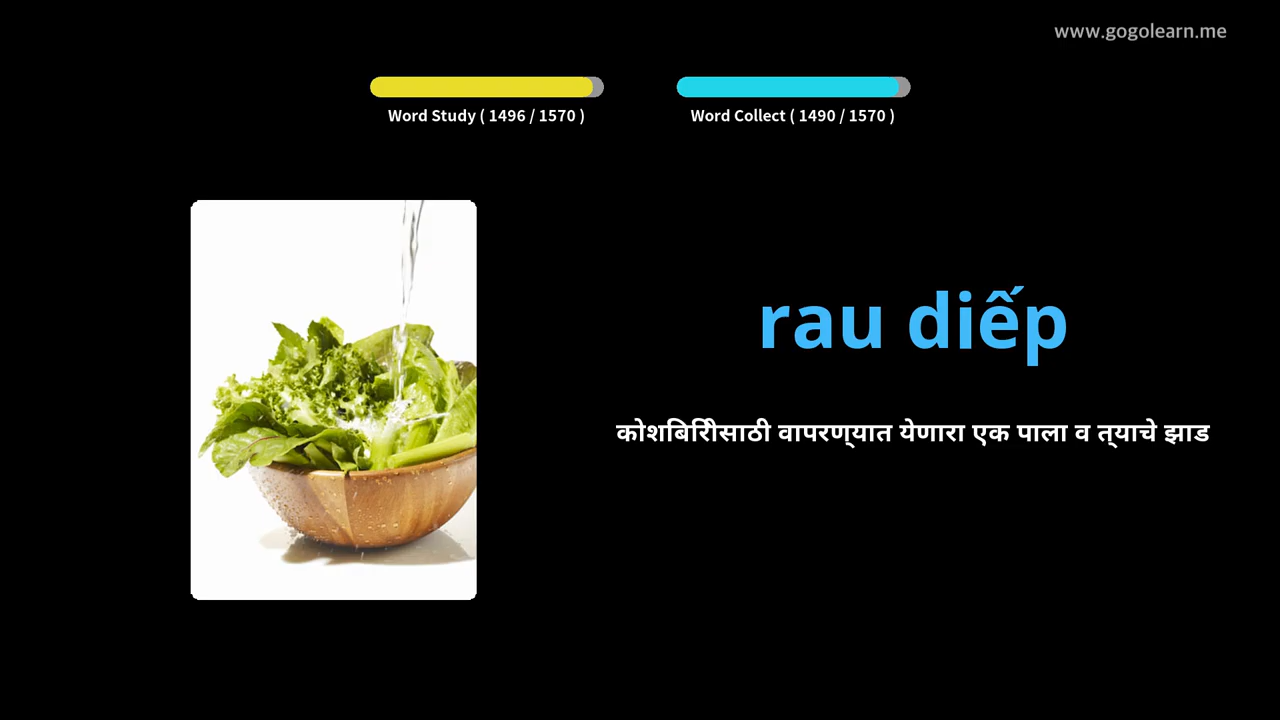 www.gogolearn.me
Word Study ( 1496 / 1570 )
Word Collect ( 1490 / 1570 )
rau diếp
कोशबिरीिसाठी वापरण्यात येणारा एक पाला व त्याचे झाड